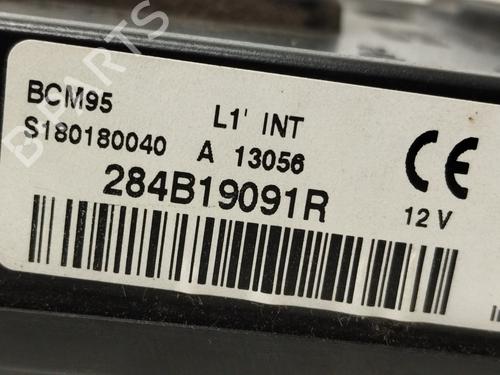 BCM95 L1' INT
S180180040 A 13056
284B19091R
CE
12 V